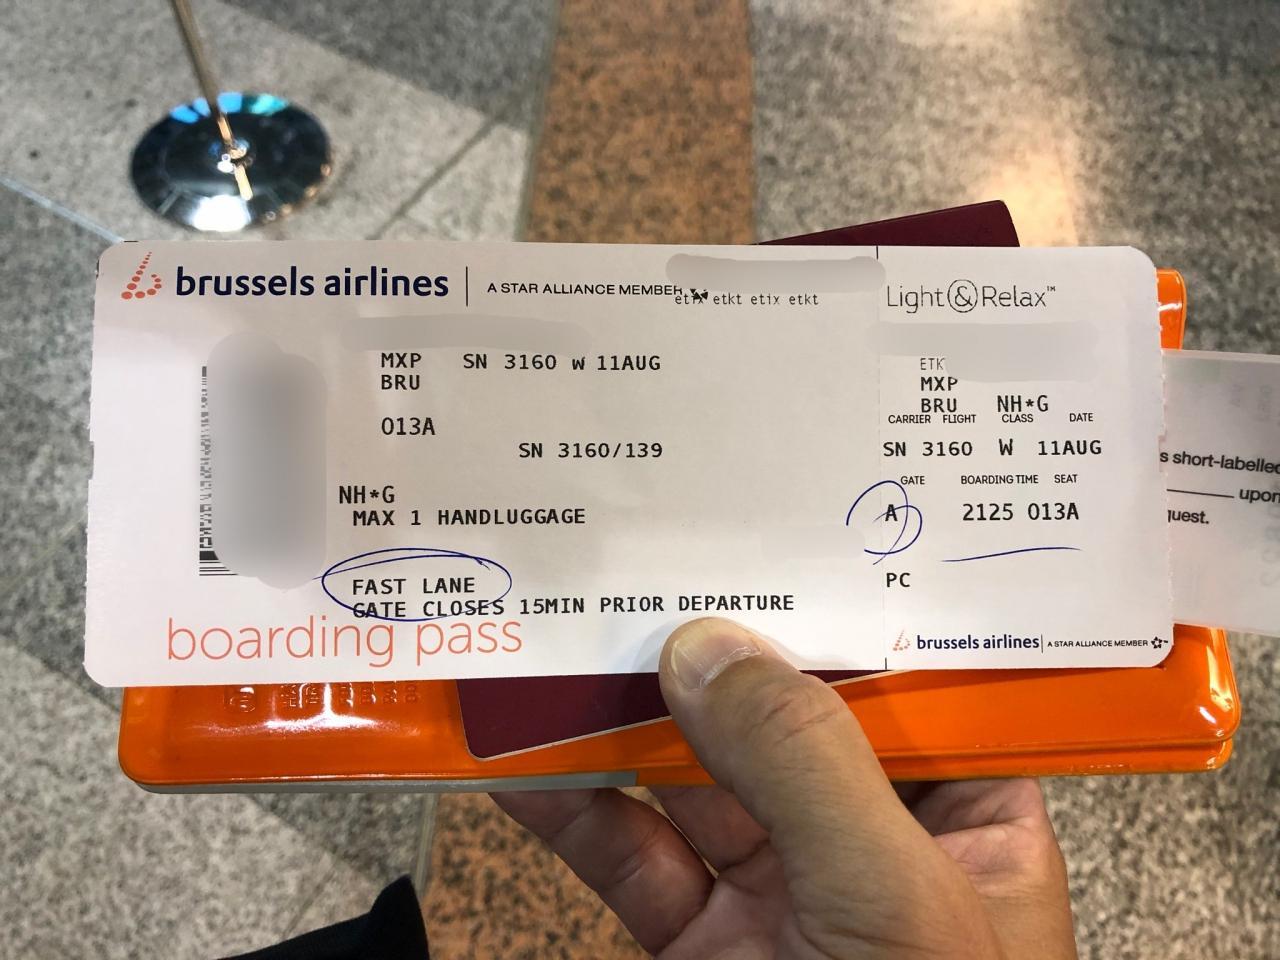 brussels airlines | A STAR ALLIANCE MEMBER
etix etkt etix etkt
MXP SN 3160 W 11AUG
BRU
013A
SN 3160/139
NH*G
MAX 1 HANDLUGGAGE
FAST LANE
GATE CLOSES 15MIN PRIOR DEPARTURE
boarding pass
Light&Relax™
ETK
MXP
BRU NH*G
CARRIER FLIGHT CLASS DATE
SN 3160 W 11AUG
GATE BOARDING TIME SEAT
A 2125 013A
PC
brussels airlines | A STAR ALLIANCE MEMBER
s short-labelled
upon
uest.